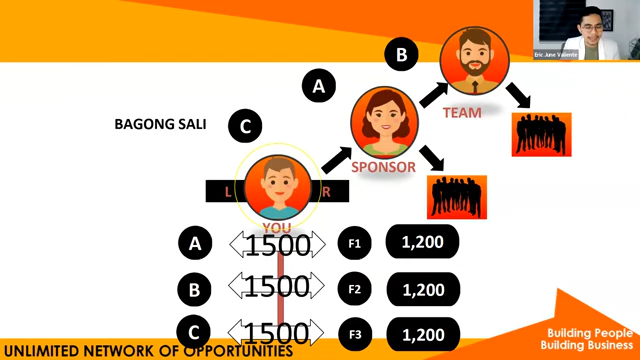 Eric June Valiente
B
A
TEAM
BAGONG SALI
C
SPONSOR
L R
YOU
A 1500 F1 1,200
B 1500 F2 1,200
C 1500 F3 1,200
UNLIMITED NETWORK OF OPPORTUNITIES
Building People
Building Business